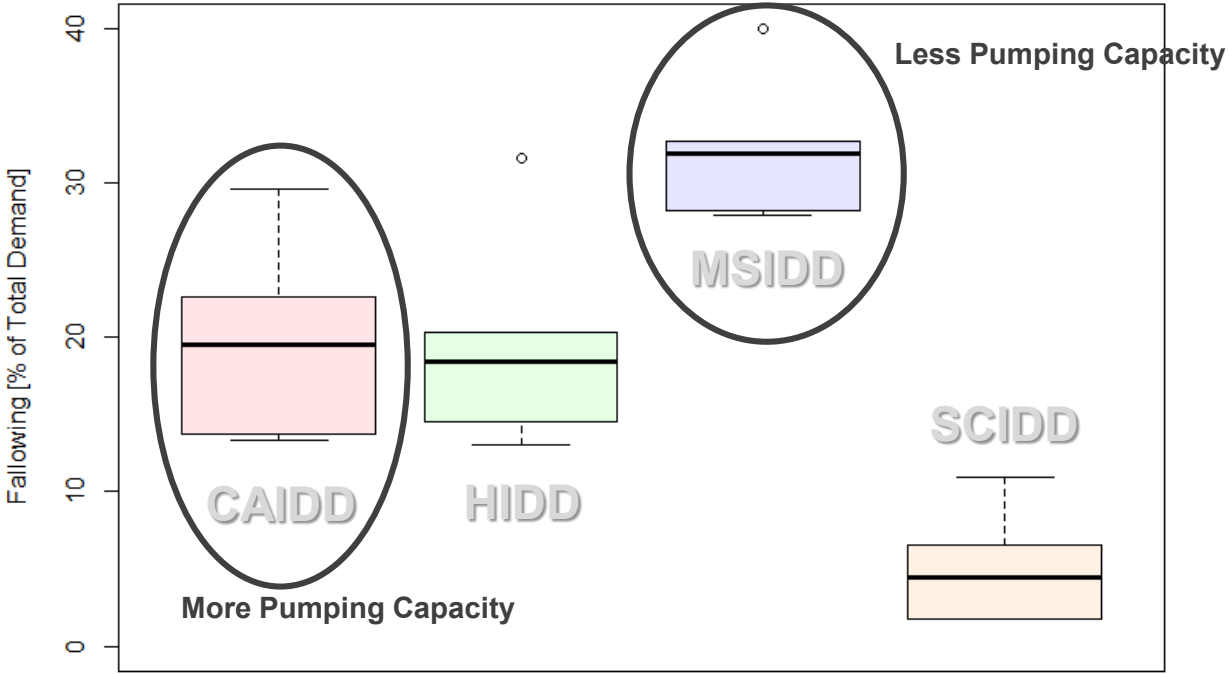 Fallowing [% of Total Demand]
40
30
20
10
0
Less Pumping Capacity
MSIDD
SCIDD
CAIDD
HIDD
More Pumping Capacity